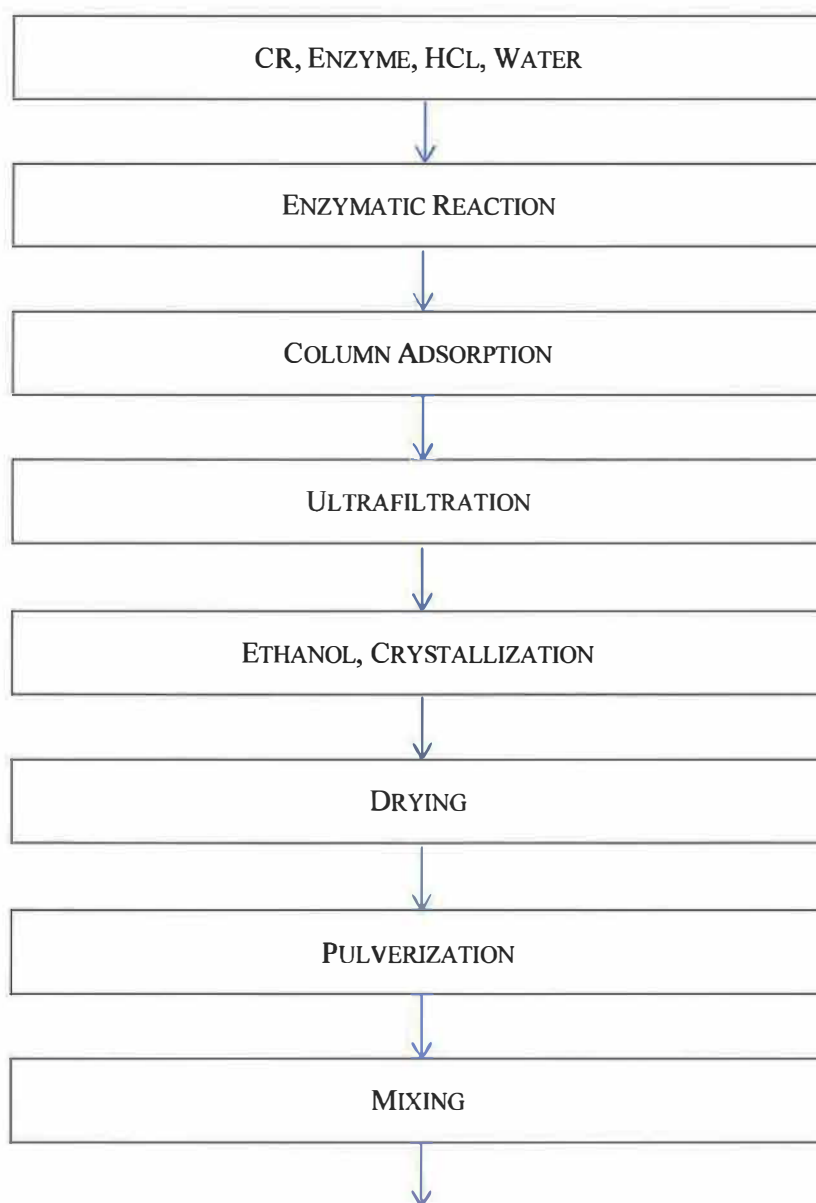 CR, ENZYME, HCL, WATER
ENZYMATIC REACTION
COLUMN ADSORPTION
ULTRAFILTRATION
ETHANOL, CRYSTALLIZATION
DRYING
PULVERIZATION
MIXING